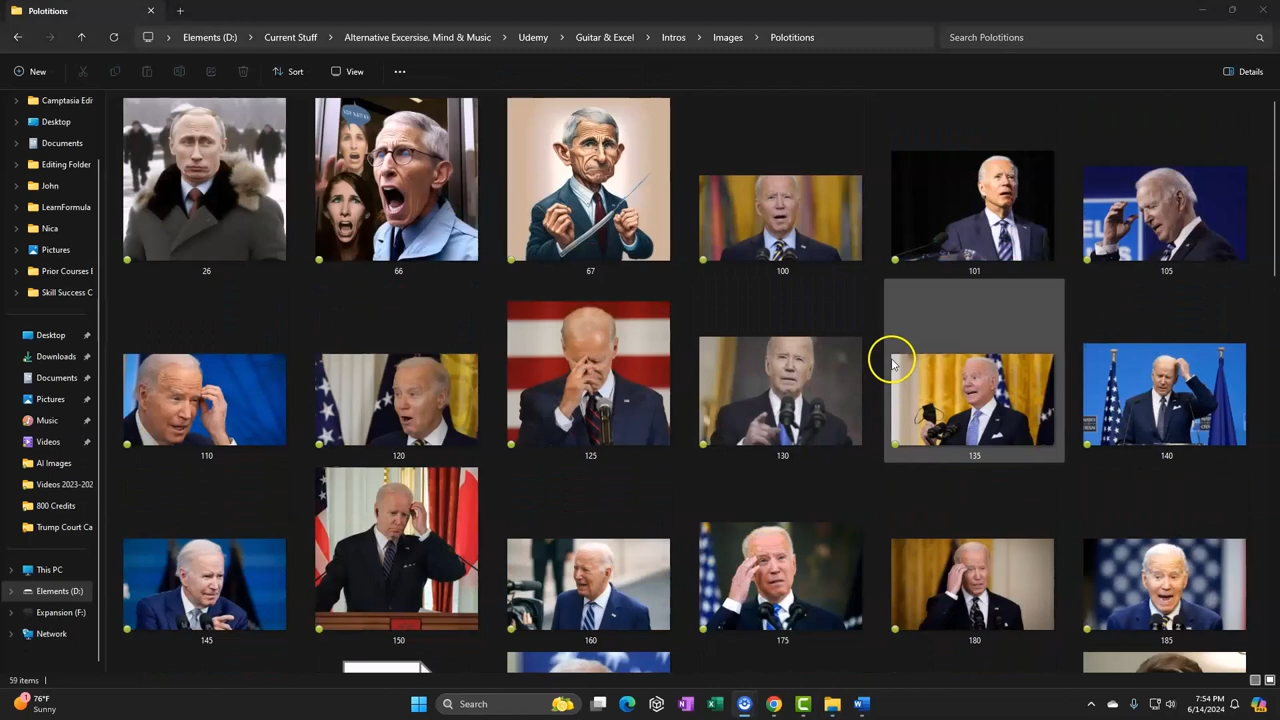 Polotitions
Elements (D:) Current Stuff Alternative Excersise, Mind & Music Udemy Guitar & Excel Intros Images Polotitions Search Polotitions
New Sort View Details
Camptasia Edi
Desktop
Documents
Editing Folder
John
LearnFormula
Nica
Pictures
Prior Courses E
Skill Success C
Desktop
Downloads
Documents
Pictures
Music
Videos
AI Images
Videos 2023-202
800 Credits
Trump Court Ca
This PC
Elements (D:)
Expansion (F:)
Network
26 66 67 100 101 105
110 120 125 130 135 140
145 150 160 175 180 185
59 items
1
76°F
Sunny
Search
7:54 PM
6/14/2024